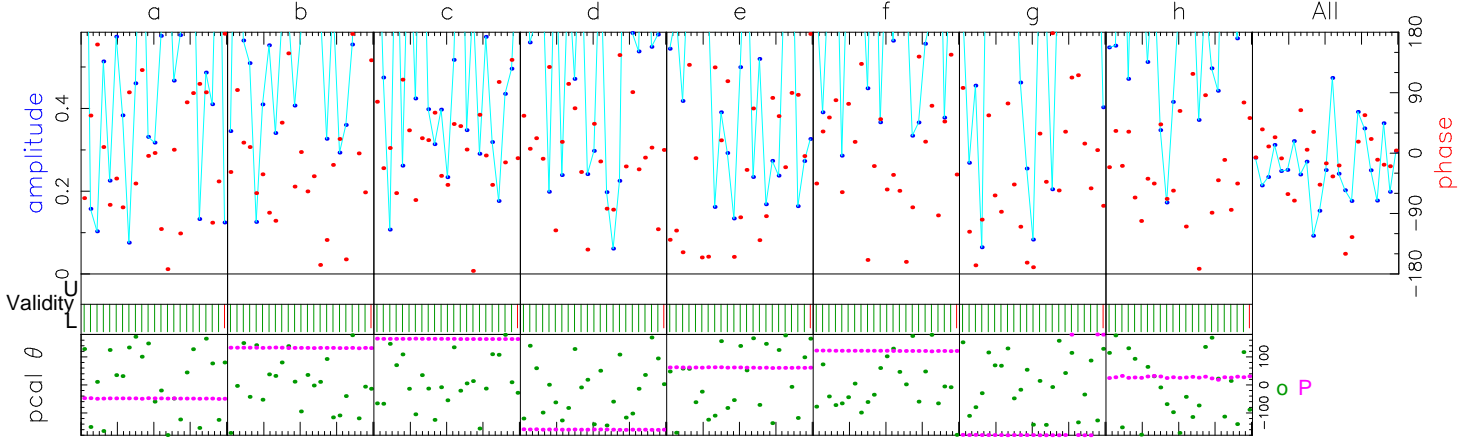 a b c d e f g h All
amplitude
0.4
0.2
0
180
90
0
−90
−180
phase
Validity
U
L
pcal θ
100
0
−100
o P